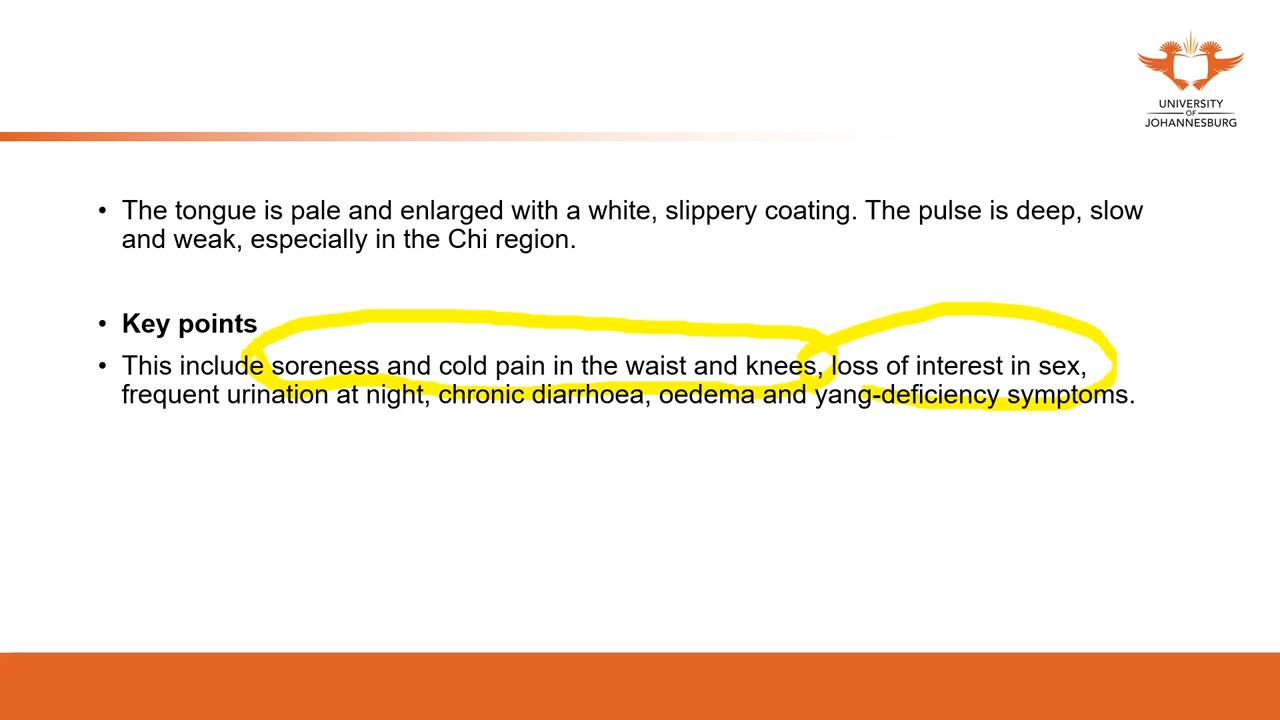 UNIVERSITY
OF
JOHANNESBURG
• The tongue is pale and enlarged with a white, slippery coating. The pulse is deep, slow
and weak, especially in the Chi region.
• Key points
• This include soreness and cold pain in the waist and knees, loss of interest in sex,
frequent urination at night, chronic diarrhoea, oedema and yang-deficiency symptoms.